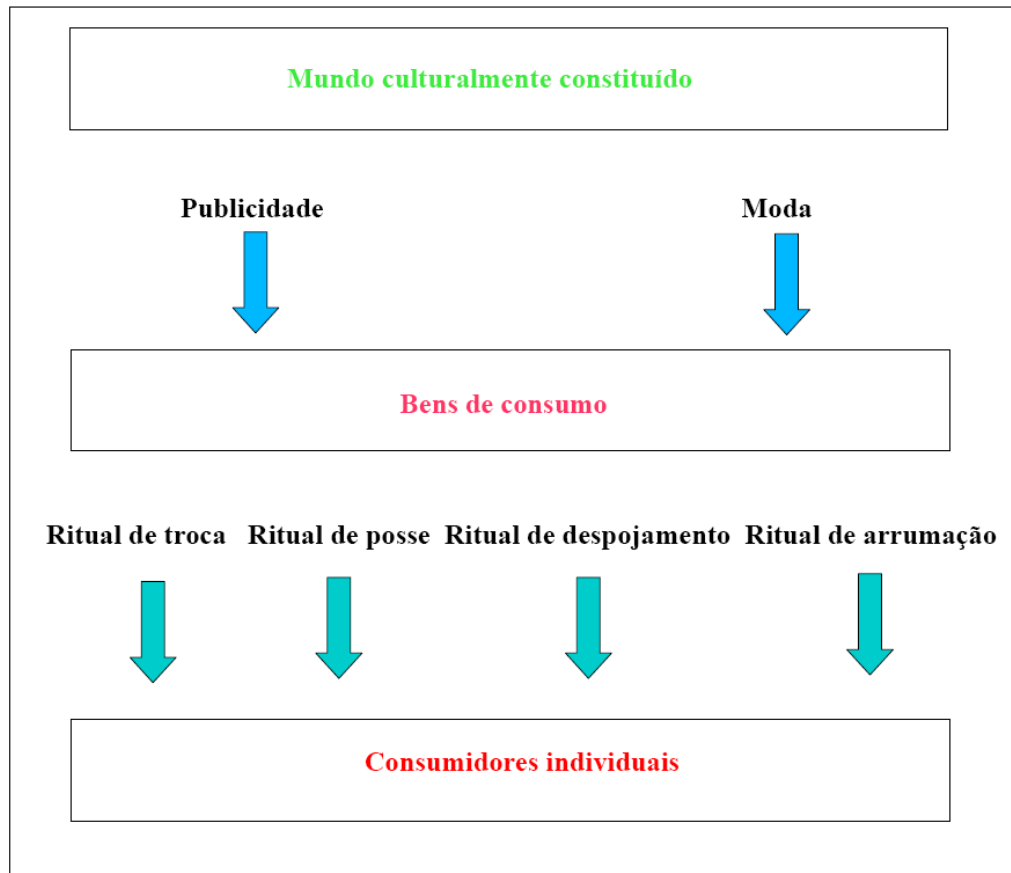 Mundo culturalmente constituído
Publicidade Moda
Bens de consumo
Ritual de troca Ritual de posse Ritual de despojamento Ritual de arrumação
Consumidores individuais